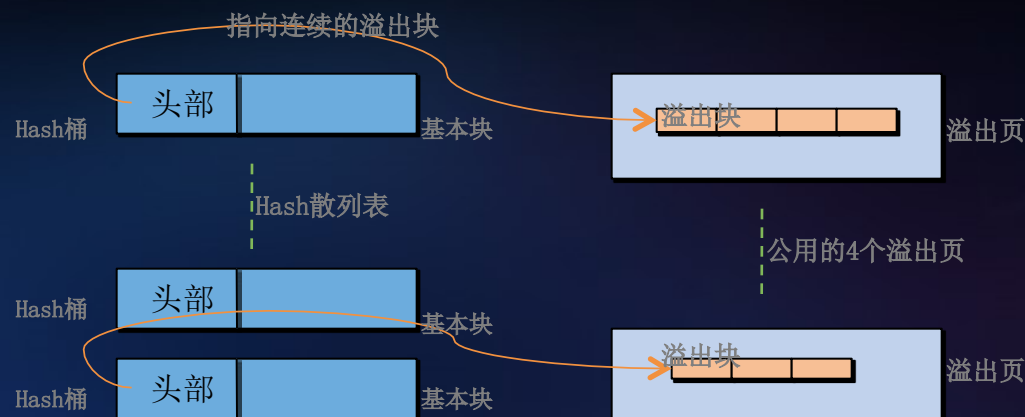 指向连续的溢出块
头部
溢出块
Hash桶
基本块
溢出页
Hash散列表
公用的4个溢出页
头部
Hash桶
基本块
溢出块
溢出页
头部
Hash桶
基本块